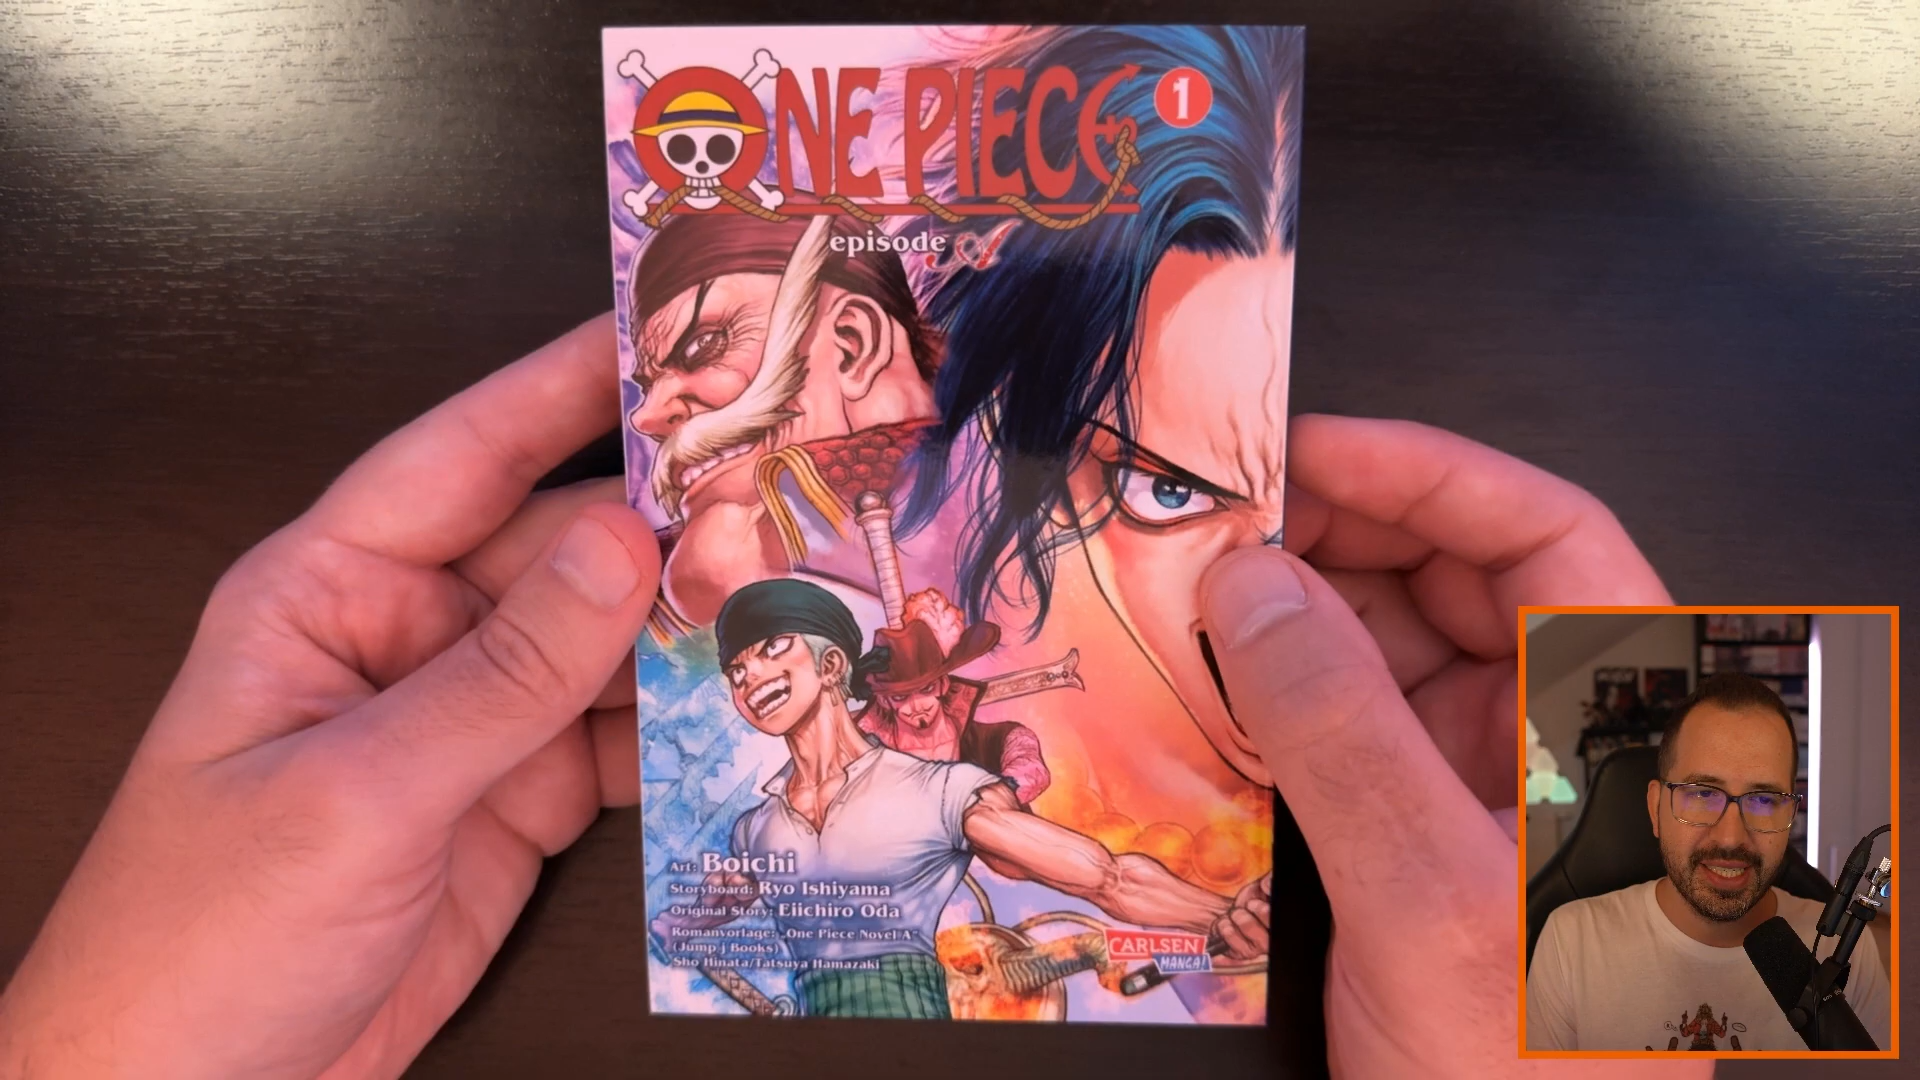 ONE PIECE
1
episode A
Art: Boichi
Storyboard: Ryo Ishiyama
Original Story: Eiichiro Oda
Romanvorlage: „One Piece Novel A“
(Jump j Books)
Sho Hinata/Tatsuya Hamazaki
CARLSEN
MANGA!